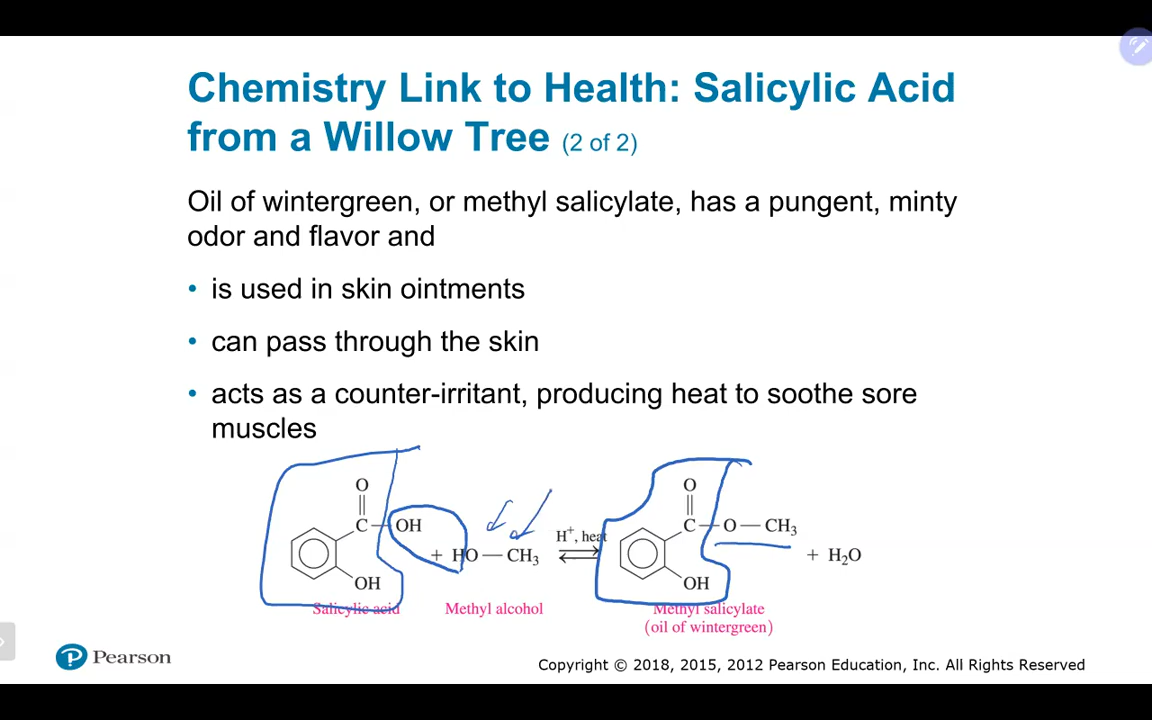 Chemistry Link to Health: Salicylic Acid
from a Willow Tree (2 of 2)
Oil of wintergreen, or methyl salicylate, has a pungent, minty
odor and flavor and
• is used in skin ointments
• can pass through the skin
• acts as a counter-irritant, producing heat to soothe sore
muscles
O
||
C—OH
OH
+ HO—CH₃
H⁺, heat
⇌
O
||
C—O—CH₃
OH
+ H₂O
Salicylic acid
Methyl alcohol
Methyl salicylate
(oil of wintergreen)
P Pearson
Copyright © 2018, 2015, 2012 Pearson Education, Inc. All Rights Reserved